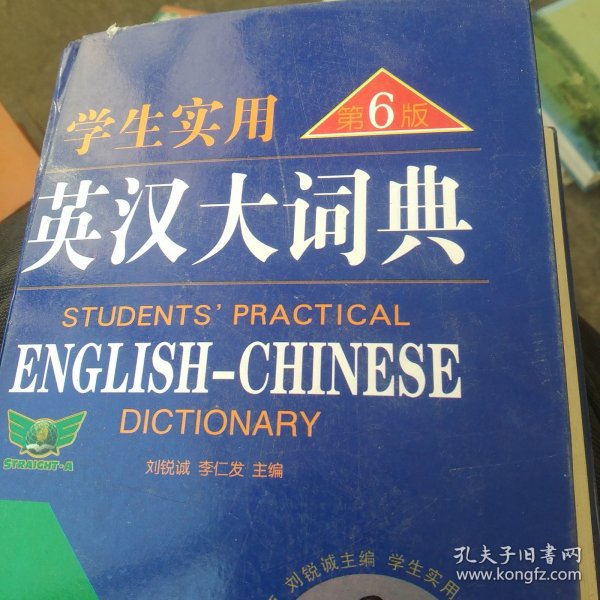 学生实用
第6版
英汉大词典
STUDENTS' PRACTICAL
ENGLISH-CHINESE
DICTIONARY
STRAIGHT-A
刘锐诚 李仁发 主编
刘锐诚主编 学生实用
孔夫子旧书网
www.kongfz.com